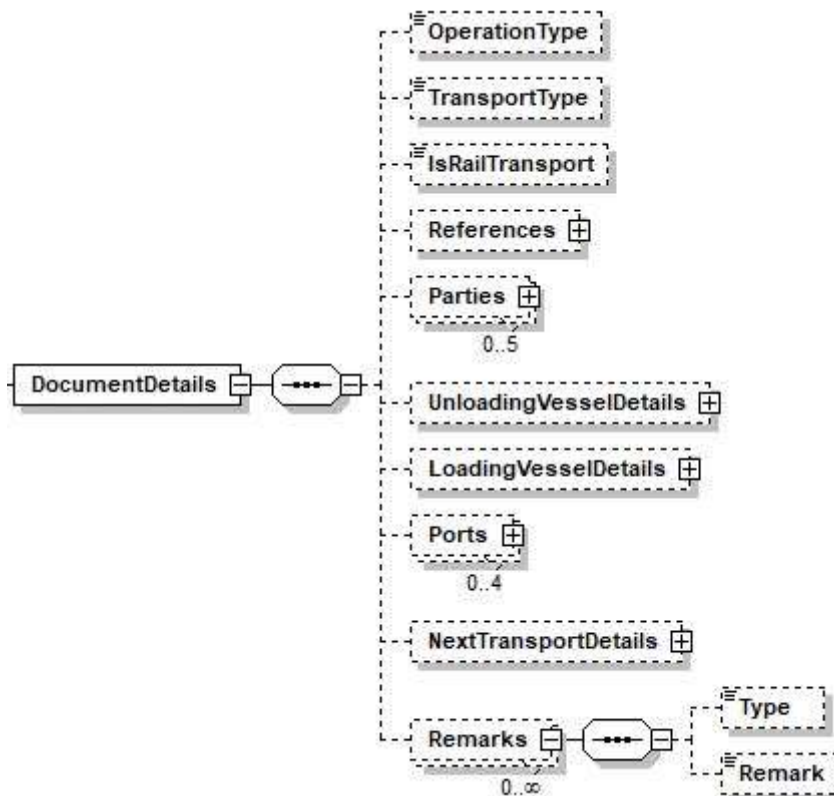 OperationType
TransportType
IsRailTransport
References
Parties
0..5
DocumentDetails
UnloadingVesselDetails
LoadingVesselDetails
Ports
0..4
NextTransportDetails
Remarks
0..∞
Type
Remark